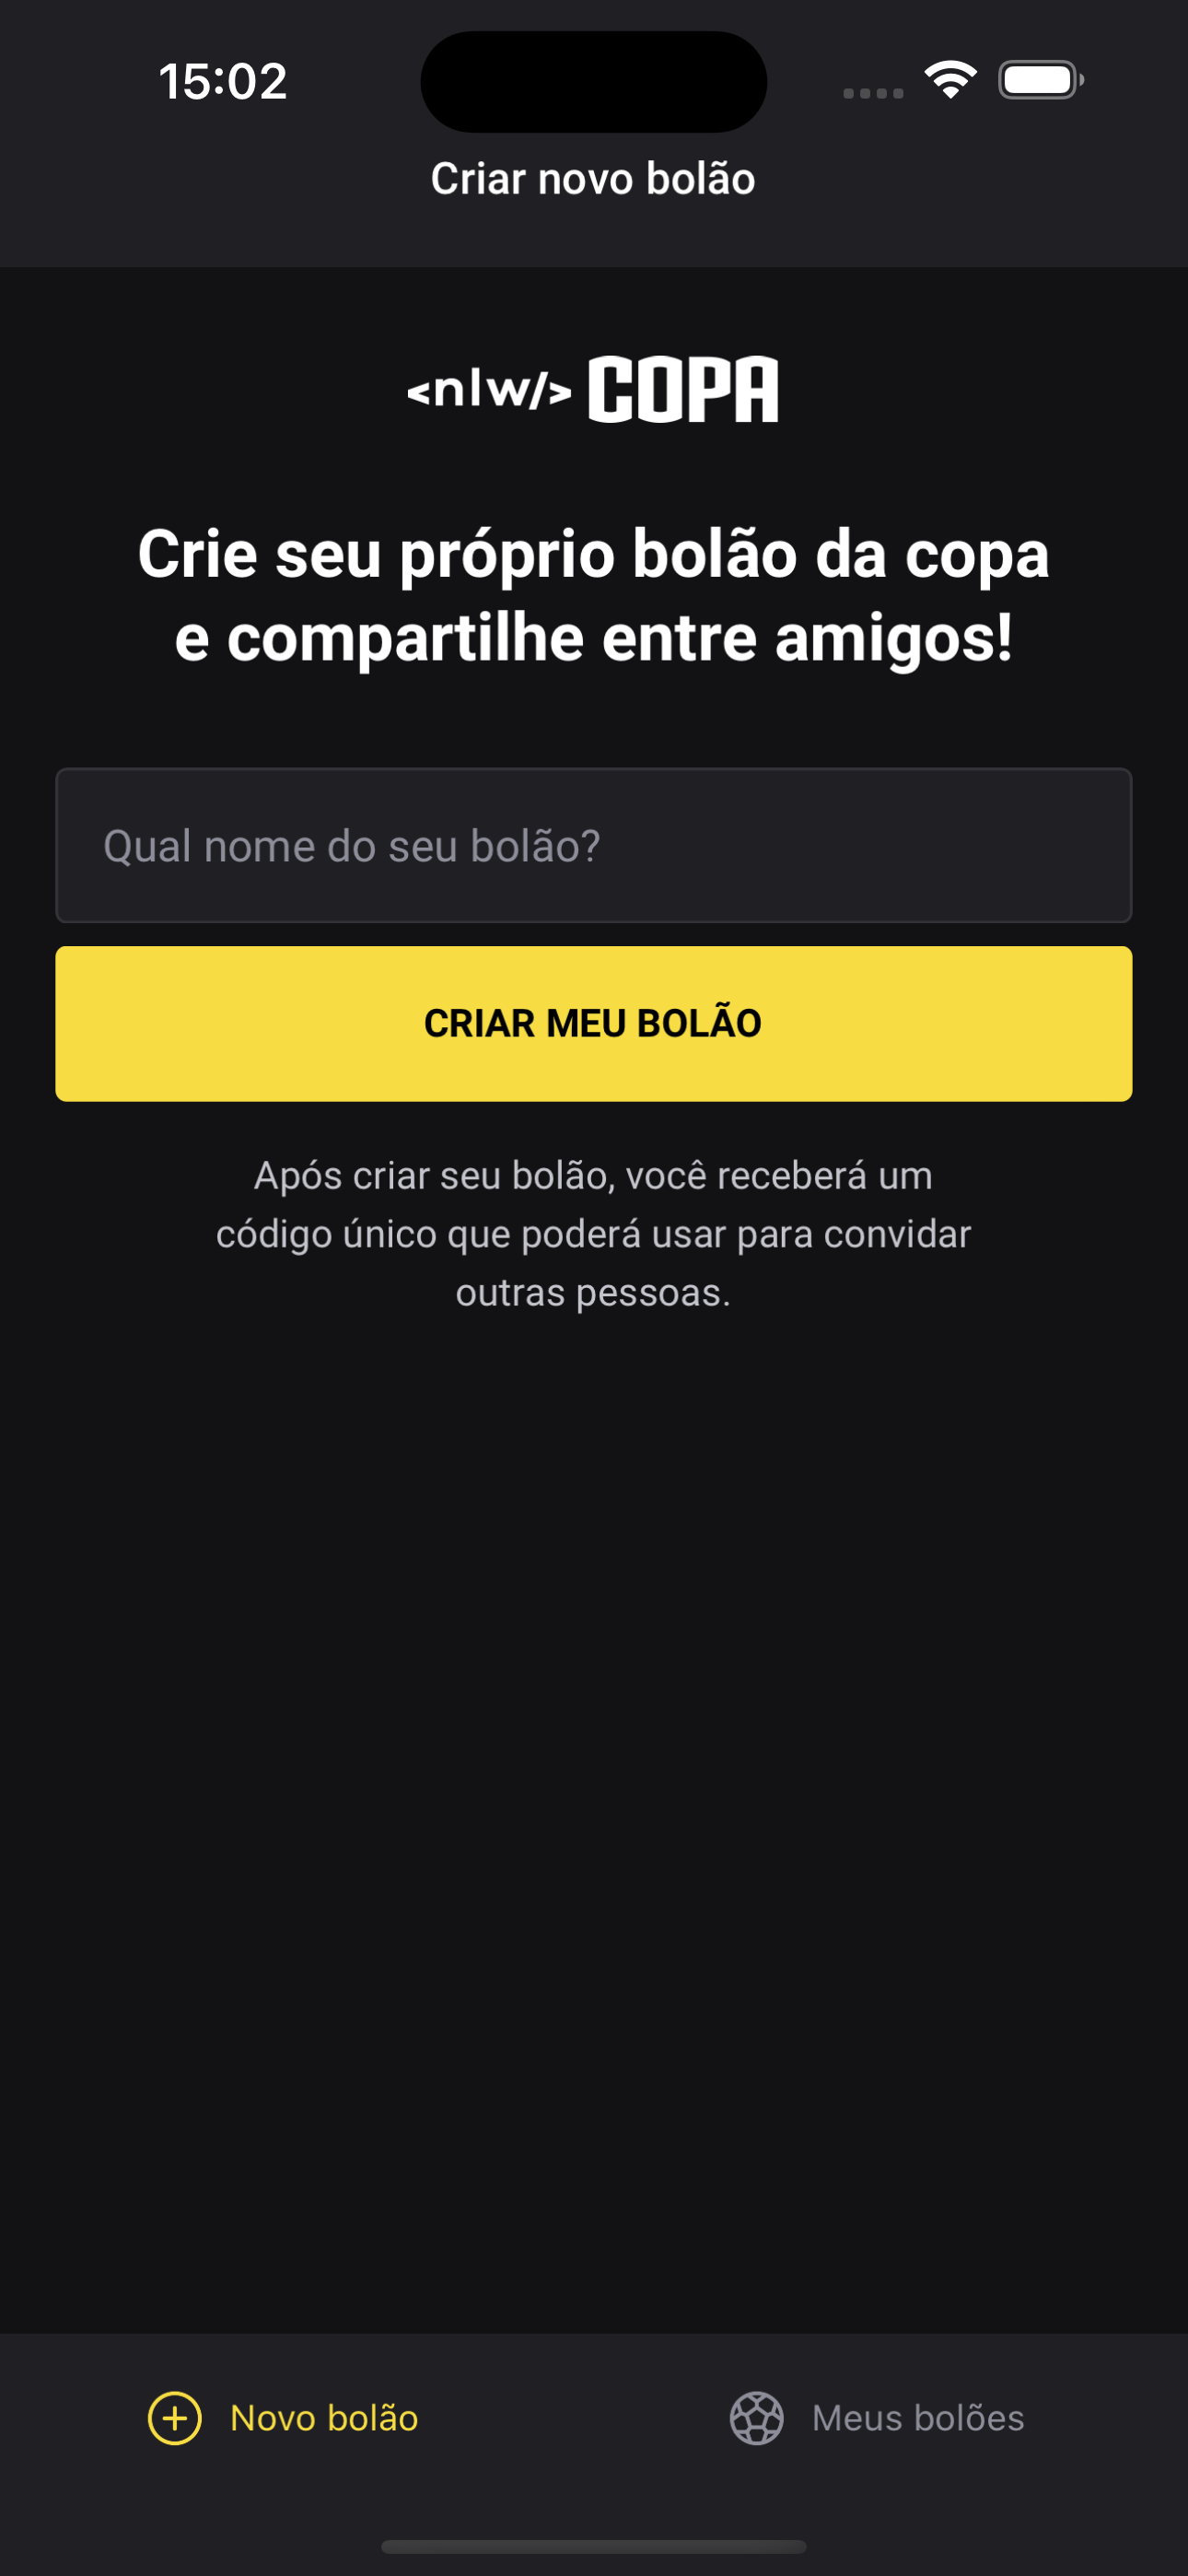 15:02
Criar novo bolão
<nlw/> COPA
Crie seu próprio bolão da copa
e compartilhe entre amigos!
Qual nome do seu bolão?
CRIAR MEU BOLÃO
Após criar seu bolão, você receberá um
código único que poderá usar para convidar
outras pessoas.
Novo bolão
Meus bolões